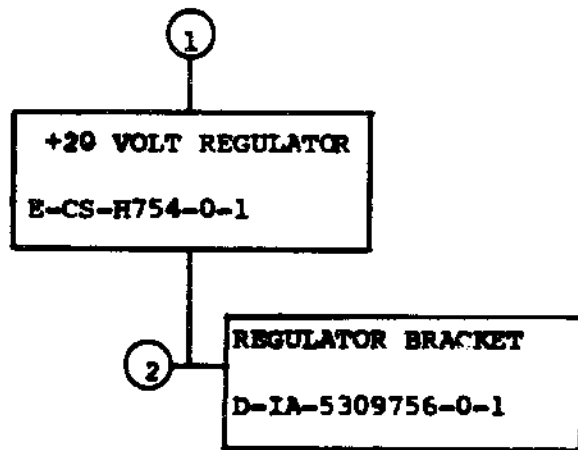 1
+20 VOLT REGULATOR
E-CS-H754-0-1
2
REGULATOR BRACKET
D-IA-5309756-0-1